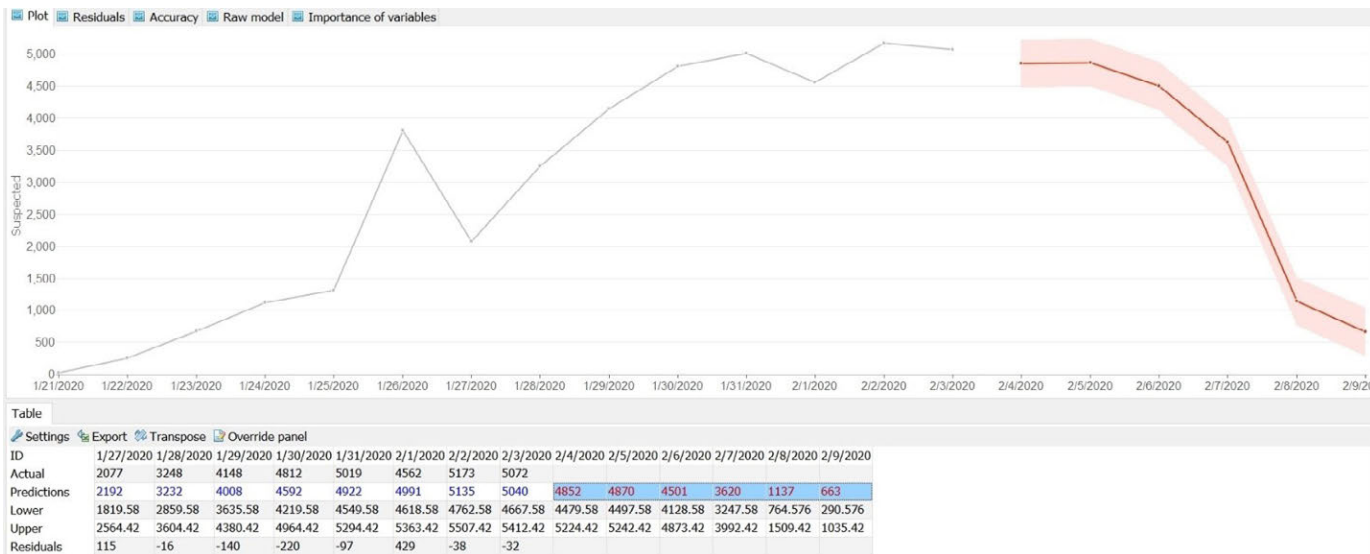 Plot Residuals Accuracy Raw model Importance of variables
Suspected
5,000
4,500
4,000
3,500
3,000
2,500
2,000
1,500
1,000
500
0
1/21/2020 1/22/2020 1/23/2020 1/24/2020 1/25/2020 1/26/2020 1/27/2020 1/28/2020 1/29/2020 1/30/2020 1/31/2020 2/1/2020 2/2/2020 2/3/2020 2/4/2020 2/5/2020 2/6/2020 2/7/2020 2/8/2020 2/9/2
Table
Settings Export Transpose Override panel
ID 1/27/2020 1/28/2020 1/29/2020 1/30/2020 1/31/2020 2/1/2020 2/2/2020 2/3/2020 2/4/2020 2/5/2020 2/6/2020 2/7/2020 2/8/2020 2/9/2020
Actual 2077 3248 4148 4812 5019 4562 5173 5072
Predictions 2192 3232 4008 4592 4922 4991 5135 5040 4852 4870 4501 3620 1137 663
Lower 1819.58 2859.58 3635.58 4219.58 4549.58 4618.58 4762.58 4667.58 4479.58 4497.58 4128.58 3247.58 764.576 290.576
Upper 2564.42 3604.42 4380.42 4964.42 5294.42 5363.42 5507.42 5412.42 5224.42 5242.42 4873.42 3992.42 1509.42 1035.42
Residuals 115 -16 -140 -220 -97 429 -38 -32